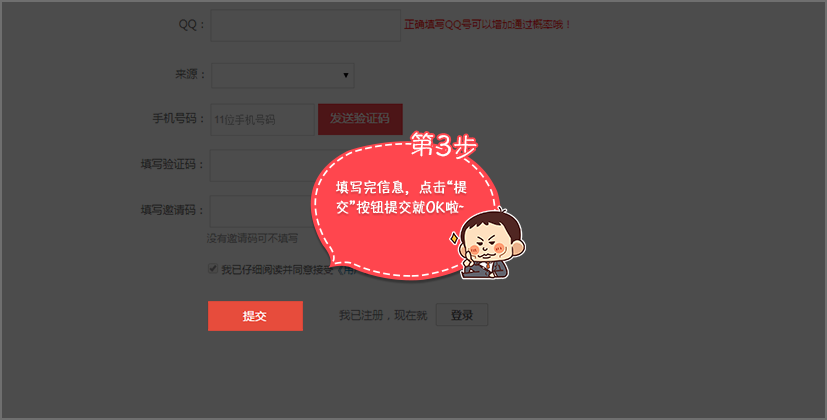 QQ：
正确填写QQ号可以增加通过概率哦！
来源：
手机号码：
11位手机号码
发送验证码
第3步
填写验证码：
填写完信息，点击“提
交”按钮提交就OK啦~
填写邀请码：
没有邀请码可不填写
我已仔细阅读并同意接受《用
提交
我已注册，现在就
登录